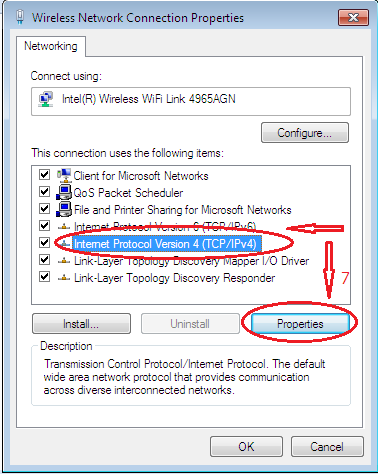 Wireless Network Connection Properties
Networking
Connect using:
Intel(R) Wireless WiFi Link 4965AGN
Configure...
This connection uses the following items:
Client for Microsoft Networks
QoS Packet Scheduler
File and Printer Sharing for Microsoft Networks
Internet Protocol Version 6 (TCP/IPv6)
Internet Protocol Version 4 (TCP/IPv4)
Link-Layer Topology Discovery Mapper I/O Driver
Link-Layer Topology Discovery Responder
7
Install... Uninstall Properties
Description
Transmission Control Protocol/Internet Protocol. The default
wide area network protocol that provides communication
across diverse interconnected networks.
OK Cancel